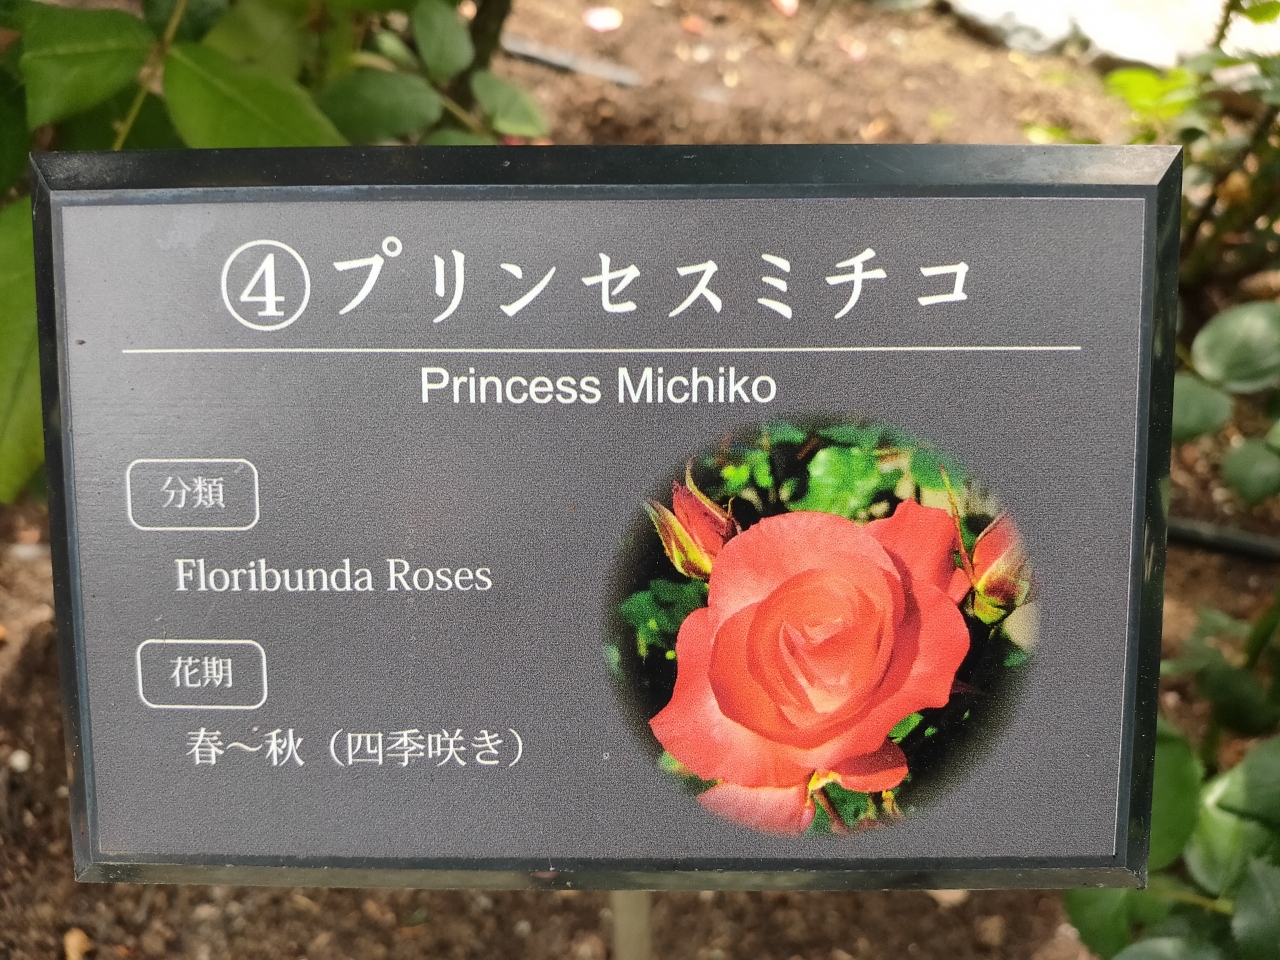 ④プリンセスミチコ
Princess Michiko
分類
Floribunda Roses
花期
春〜秋（四季咲き）